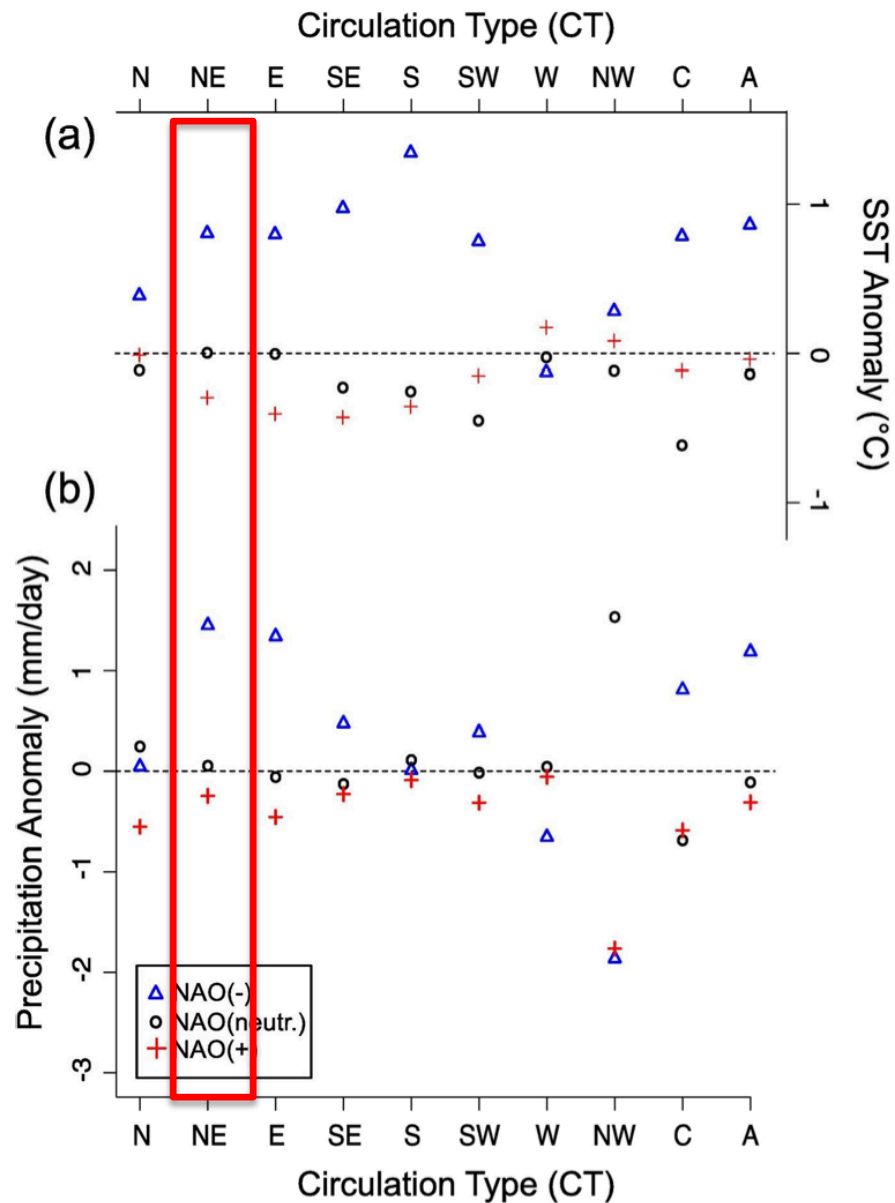 Circulation Type (CT)
N NE E SE S SW W NW C A
(a)
1
0
-1
SST Anomaly (°C)
(b)
Precipitation Anomaly (mm/day)
2
1
0
-1
-2
-3
NAO(-)
NAO(neutr.)
NAO(+)
N NE E SE S SW W NW C A
Circulation Type (CT)